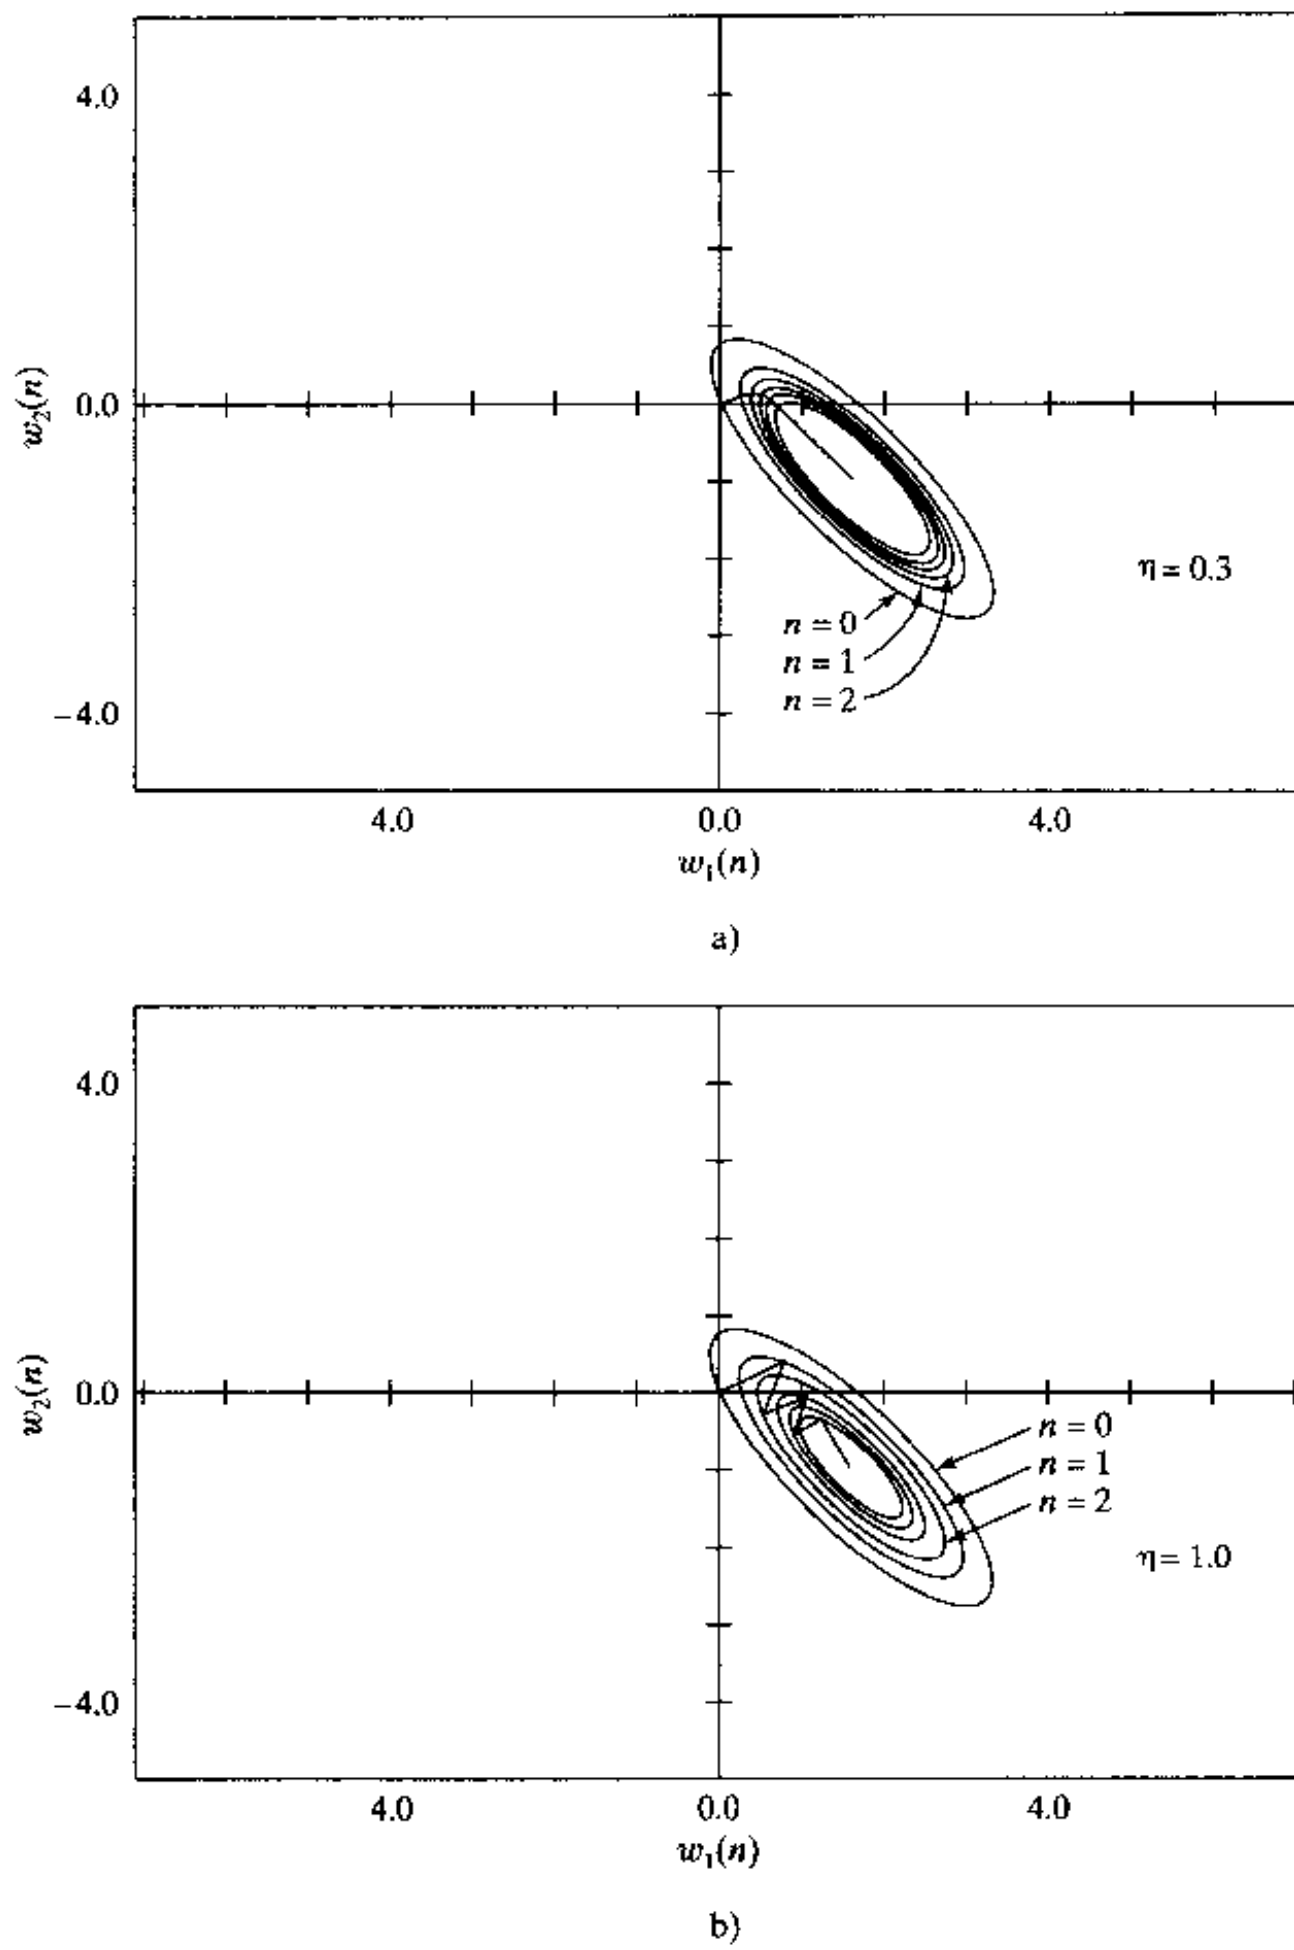 4.0
w₂(n)
0.0
η = 0.3
n = 0
n = 1
n = 2
−4.0
4.0 0.0 4.0
w₁(n)
a)
4.0
w₂(n)
0.0
n = 0
n = 1
n = 2
η = 1.0
−4.0
4.0 0.0 4.0
w₁(n)
b)